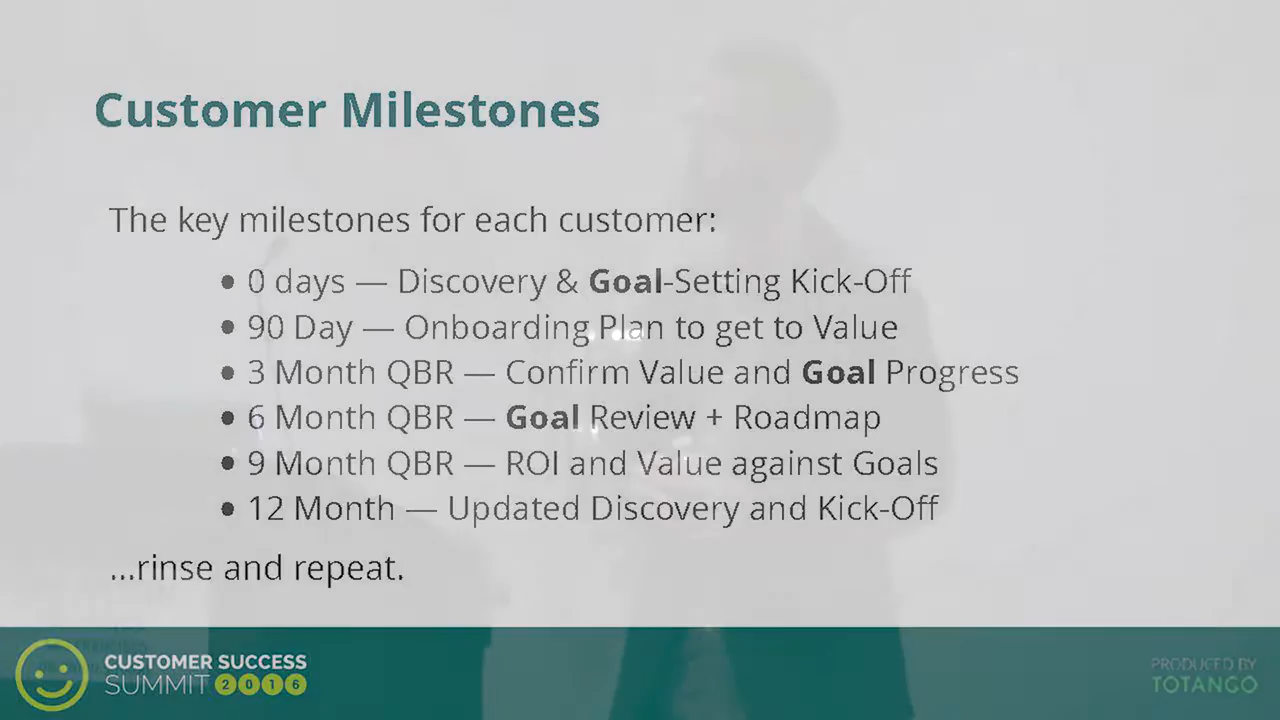 Customer Milestones
The key milestones for each customer:
• 0 days — Discovery & Goal-Setting Kick-Off
• 90 Day — Onboarding Plan to get to Value
• 3 Month QBR — Confirm Value and Goal Progress
• 6 Month QBR — Goal Review + Roadmap
• 9 Month QBR — ROI and Value against Goals
• 12 Month — Updated Discovery and Kick-Off
...rinse and repeat.
CUSTOMER SUCCESS
SUMMIT 2016
PRODUCED BY
TOTANGO